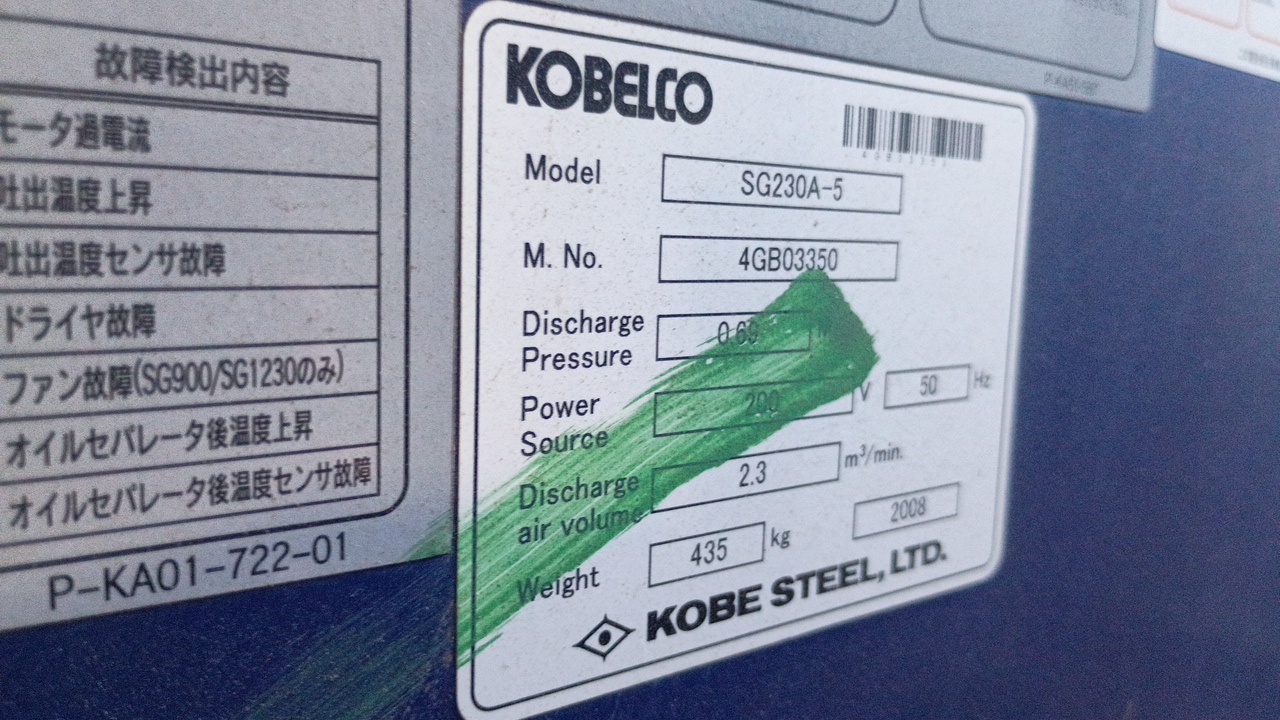 故障検出内容
モータ過電流
吐出温度上昇
吐出温度センサ故障
ドライヤ故障
ファン故障(SG900/SG1230のみ)
オイルセパレータ後温度上昇
オイルセパレータ後温度センサ故障
P-KA01-722-01
KOBELCO
Model SG230A-5
M. No. 4GB03350
Discharge Pressure 0.69
Power Source 200 V 50 Hz
Discharge air volume 2.3 m³/min.
Weight 435 kg 2008
KOBE STEEL, LTD.